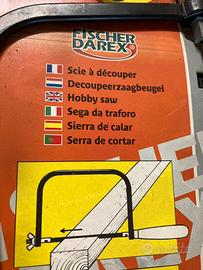 FISCHER
DAREX
Scie à découper
Decoupeerzaagbeugel
Hobby saw
Sega da traforo
Sierra de calar
Serra de cortar